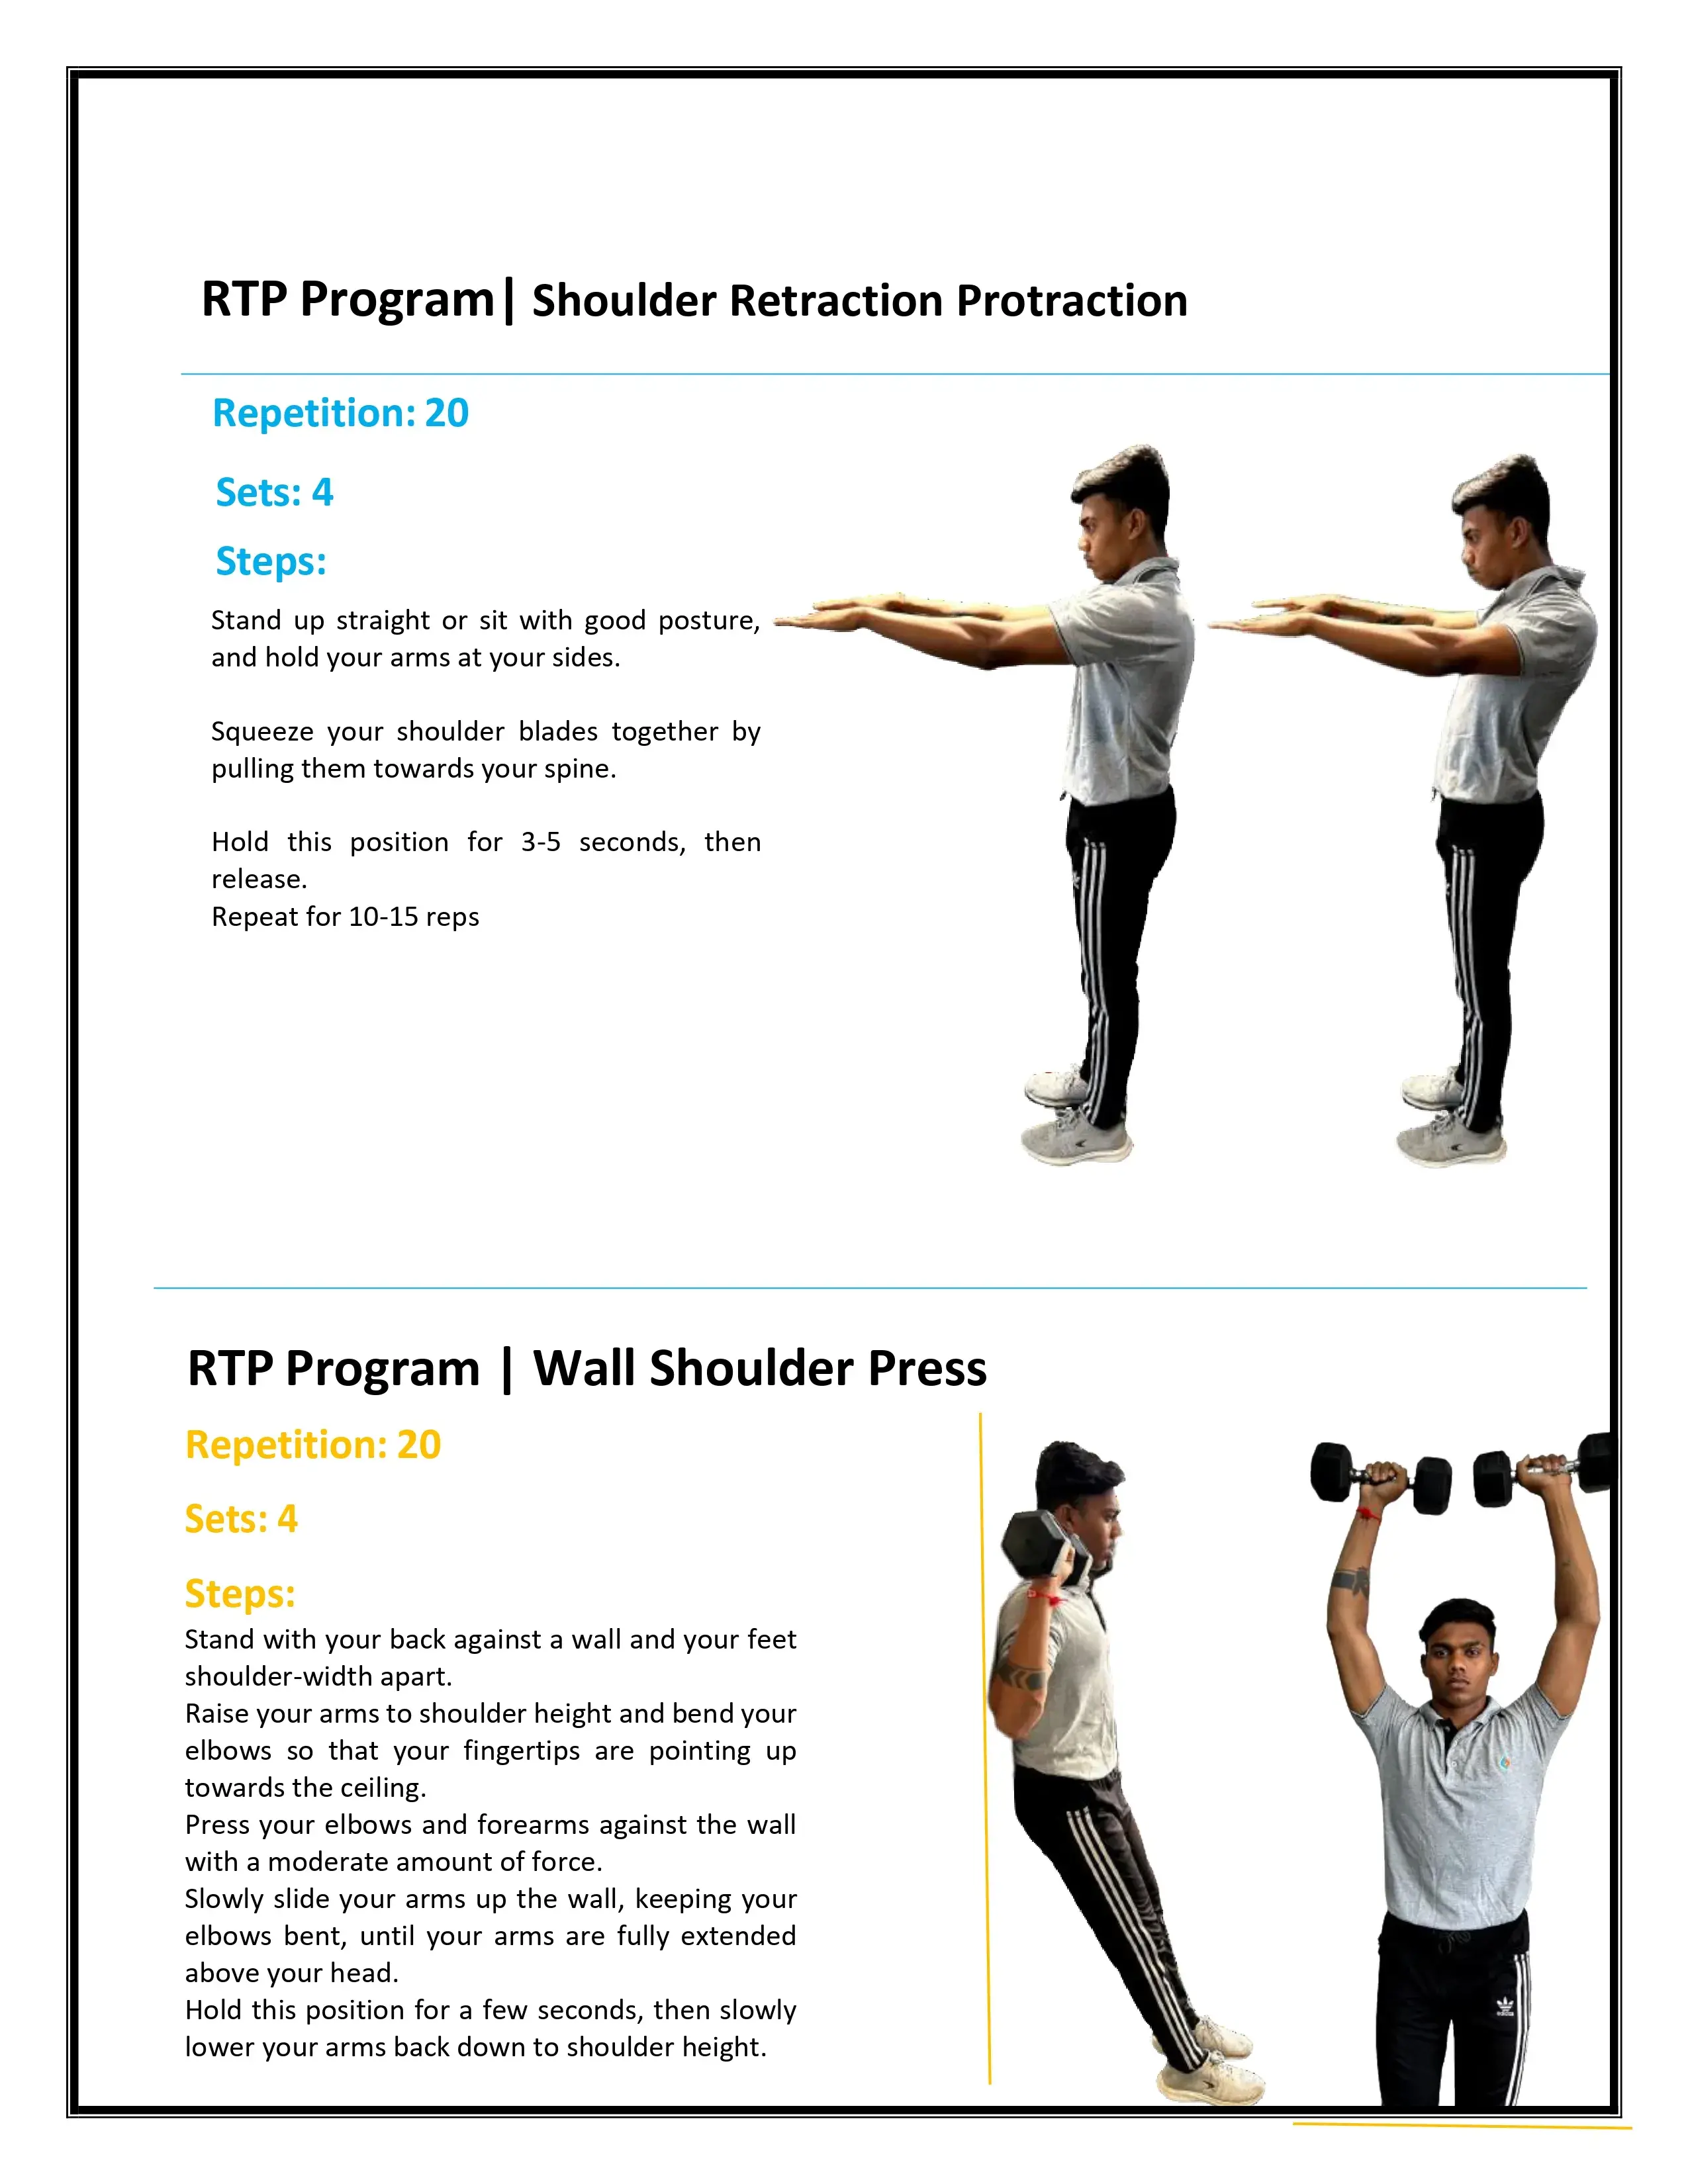 RTP Program| Shoulder Retraction Protraction
Repetition: 20
Sets: 4
Steps:
Stand up straight or sit with good posture,
and hold your arms at your sides.
Squeeze your shoulder blades together by
pulling them towards your spine.
Hold this position for 3-5 seconds, then
release.
Repeat for 10-15 reps
RTP Program | Wall Shoulder Press
Repetition: 20
Sets: 4
Steps:
Stand with your back against a wall and your feet
shoulder-width apart.
Raise your arms to shoulder height and bend your
elbows so that your fingertips are pointing up
towards the ceiling.
Press your elbows and forearms against the wall
with a moderate amount of force.
Slowly slide your arms up the wall, keeping your
elbows bent, until your arms are fully extended
above your head.
Hold this position for a few seconds, then slowly
lower your arms back down to shoulder height.